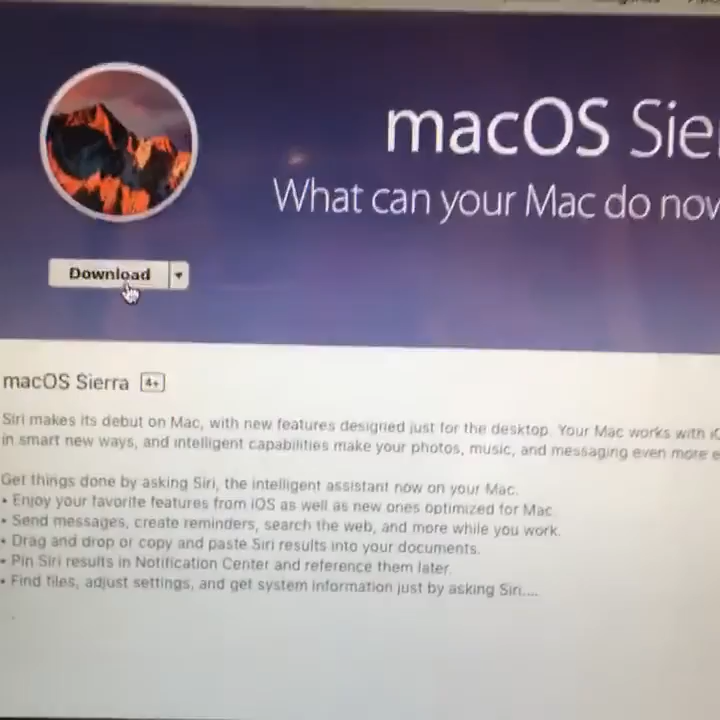 macOS Sie
What can your Mac do nov
Download
macOS Sierra 4+
Siri makes its debut on Mac, with new features designed just for the desktop. Your Mac works with iO
in smart new ways, and intelligent capabilities make your photos, music, and messaging even more e
Get things done by asking Siri, the intelligent assistant now on your Mac.
• Enjoy your favorite features from iOS as well as new ones optimized for Mac.
• Send messages, create reminders, search the web, and more while you work.
• Drag and drop or copy and paste Siri results into your documents.
• Pin Siri results in Notification Center and reference them later.
• Find files, adjust settings, and get system information just by asking Siri....